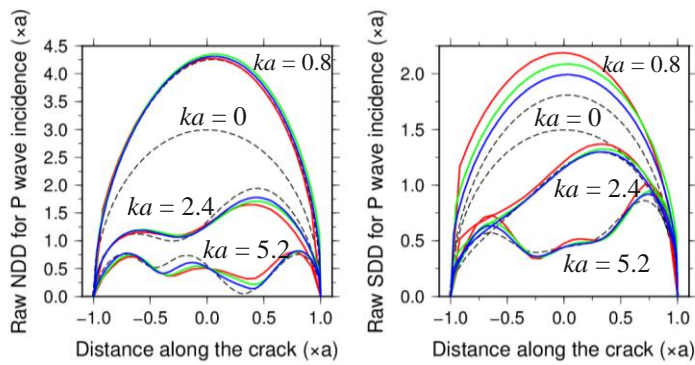 Raw NDD for P wave incidence (×a)
4.5
4.0
3.5
3.0
2.5
2.0
1.5
1.0
0.5
0.0
ka = 0.8
ka = 0
ka = 2.4
ka = 5.2
−1.0 −0.5 0.0 0.5 1.0
Distance along the crack (×a)
Raw SDD for P wave incidence (×a)
2.0
1.5
1.0
0.5
0.0
ka = 0.8
ka = 0
ka = 2.4
ka = 5.2
−1.0 −0.5 0.0 0.5 1.0
Distance along the crack (×a)